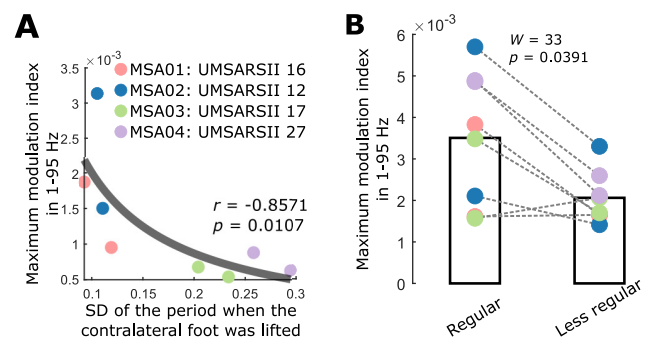 A
×10⁻³
MSA01: UMSARSII 16
MSA02: UMSARSII 12
MSA03: UMSARSII 17
MSA04: UMSARSII 27
Maximum modulation index
in 1-95 Hz
3.5
3
2.5
2
1.5
1
0.5
r = -0.8571
p = 0.0107
0.1
0.15
0.2
0.25
0.3
SD of the period when the
contralateral foot was lifted
B
×10⁻³
W = 33
p = 0.0391
Maximum modulation index
in 1-95 Hz
6
5
4
3
2
1
0
Regular
Less regular